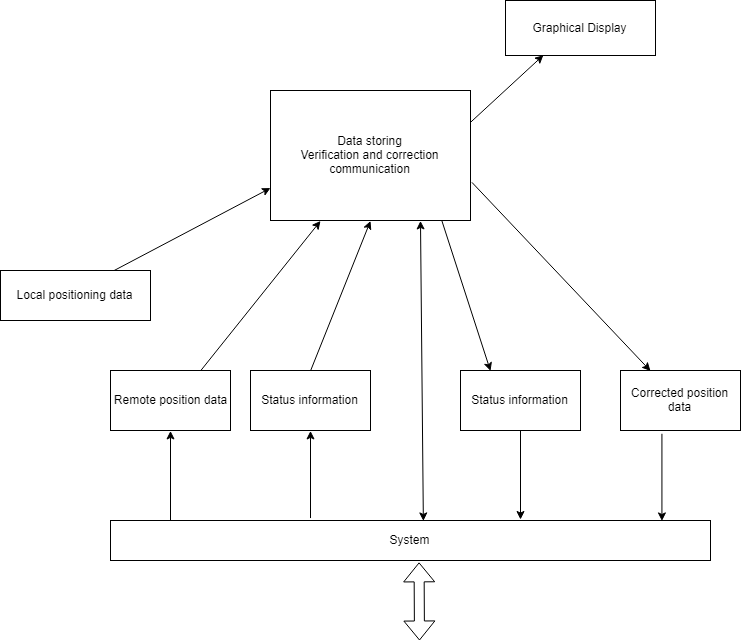 Graphical Display
Data storing
Verification and correction
communication
Local positioning data
Remote position data
Status information
Status information
Corrected position
data
System